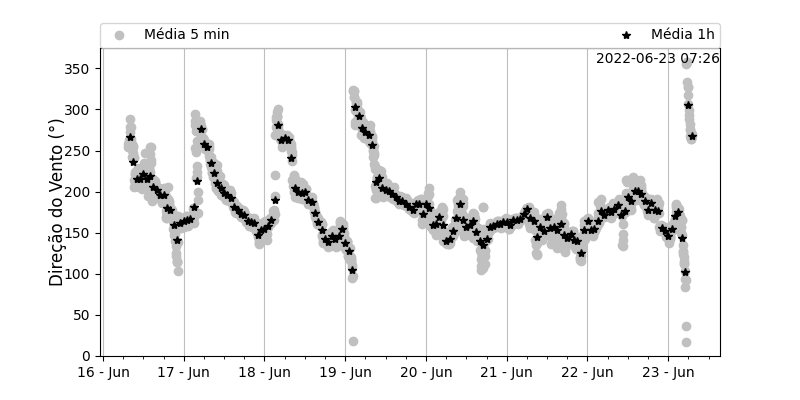 Média 5 min
Média 1h
2022-06-23 07:26
Direção do Vento (°)
350
300
250
200
150
100
50
0
16 - Jun 17 - Jun 18 - Jun 19 - Jun 20 - Jun 21 - Jun 22 - Jun 23 - Jun